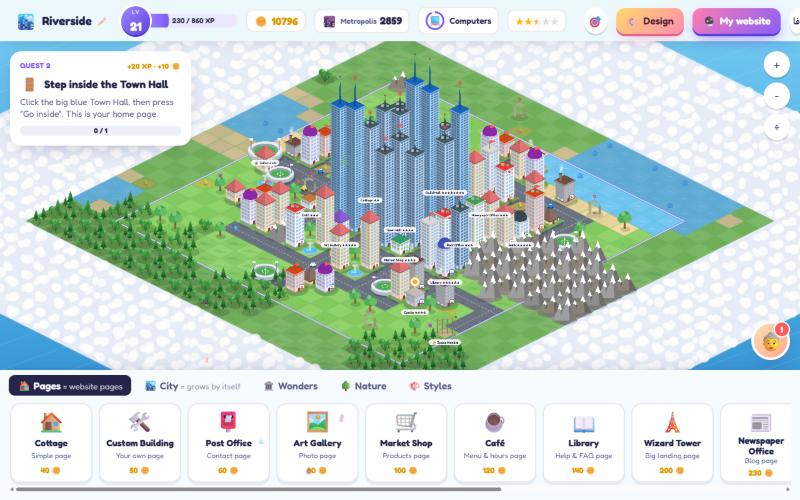 Riverside
LV
21
230 / 860 XP
10796
Metropolis 2859
Computers
Design
My website
QUEST 2
+20 XP · +10
Step inside the Town Hall
Click the big blue Town Hall, then press
"Go inside". This is your home page.
0 / 1
+
-
Pages = website pages
City = grows by itself
Wonders
Nature
Styles
Cottage
Simple page
40
Custom Building
Your own page
50
Post Office
Contact page
60
Art Gallery
Photo page
Market Shop
Products page
100
Café
Menu & hours page
120
Library
Help & FAQ page
140
Wizard Tower
Big landing page
200
Newspaper
Office
Blog page
230